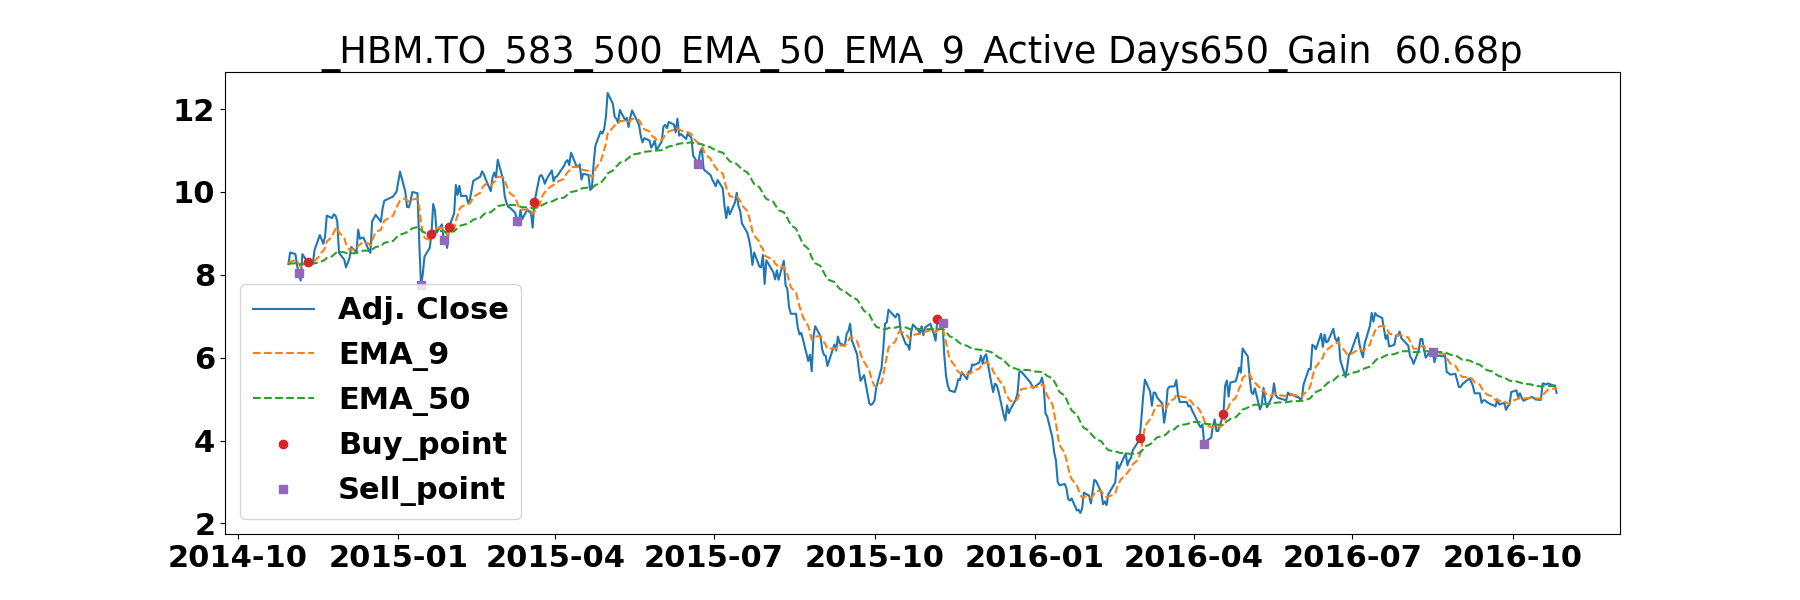 _HBM.TO_583_500_EMA_50_EMA_9_Active Days650_Gain  60.68p
12
10
8
6
4
2
Adj. Close
EMA_9
EMA_50
Buy_point
Sell_point
2014-10 2015-01 2015-04 2015-07 2015-10 2016-01 2016-04 2016-07 2016-10